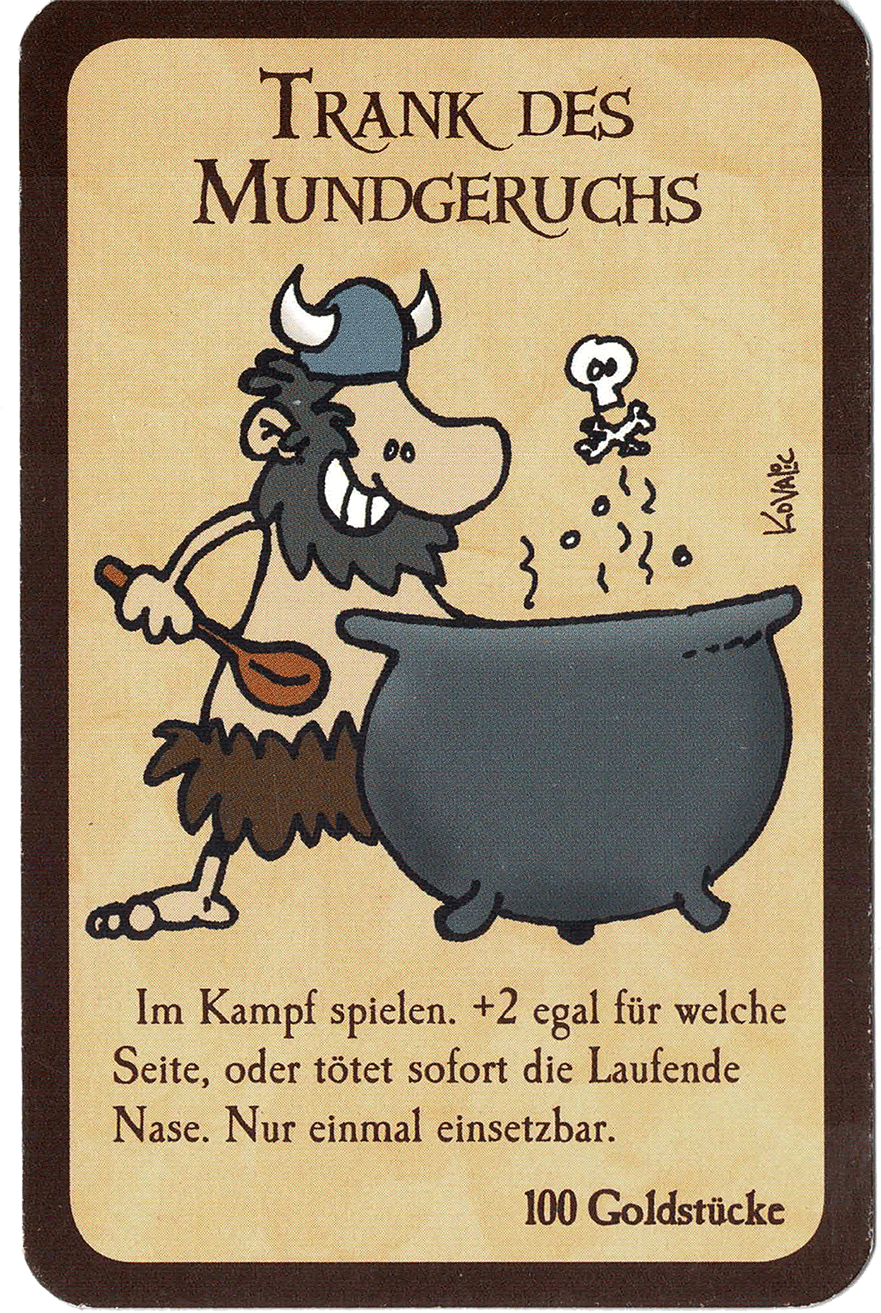 Trank des
Mundgeruchs
Kovalic
Im Kampf spielen. +2 egal für welche
Seite, oder tötet sofort die Laufende
Nase. Nur einmal einsetzbar.
100 Goldstücke